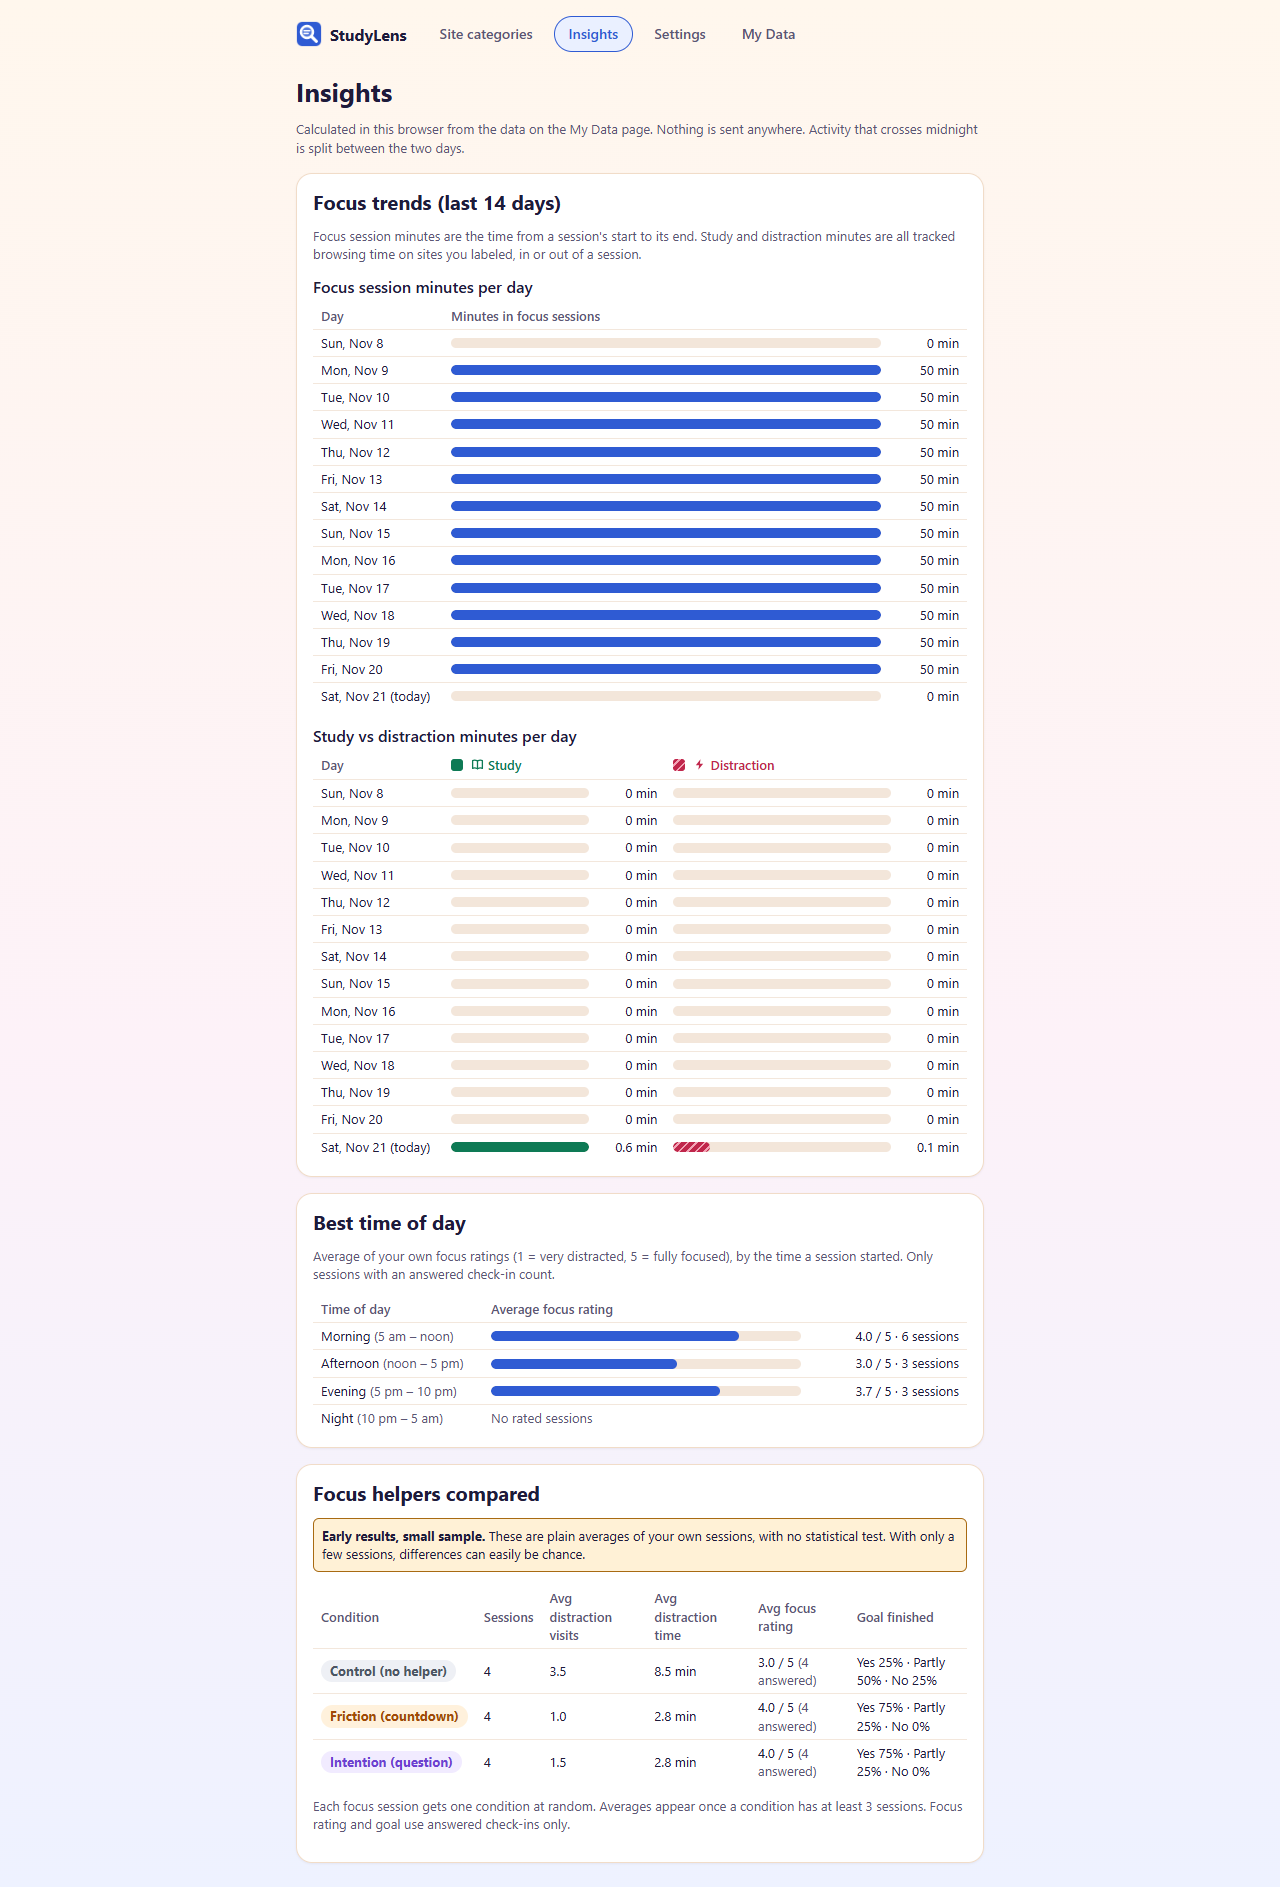 StudyLens
Site categories
Insights
Settings
My Data
Insights
Calculated in this browser from the data on the My Data page. Nothing is sent anywhere. Activity that crosses midnight
is split between the two days.
Focus trends (last 14 days)
Focus session minutes are the time from a session's start to its end. Study and distraction minutes are all tracked
browsing time on sites you labeled, in or out of a session.
Focus session minutes per day
Day Minutes in focus sessions
Sun, Nov 8 0 min
Mon, Nov 9 50 min
Tue, Nov 10 50 min
Wed, Nov 11 50 min
Thu, Nov 12 50 min
Fri, Nov 13 50 min
Sat, Nov 14 50 min
Sun, Nov 15 50 min
Mon, Nov 16 50 min
Tue, Nov 17 50 min
Wed, Nov 18 50 min
Thu, Nov 19 50 min
Fri, Nov 20 50 min
Sat, Nov 21 (today) 0 min
Study vs distraction minutes per day
Day Study Distraction
Sun, Nov 8 0 min 0 min
Mon, Nov 9 0 min 0 min
Tue, Nov 10 0 min 0 min
Wed, Nov 11 0 min 0 min
Thu, Nov 12 0 min 0 min
Fri, Nov 13 0 min 0 min
Sat, Nov 14 0 min 0 min
Sun, Nov 15 0 min 0 min
Mon, Nov 16 0 min 0 min
Tue, Nov 17 0 min 0 min
Wed, Nov 18 0 min 0 min
Thu, Nov 19 0 min 0 min
Fri, Nov 20 0 min 0 min
Sat, Nov 21 (today) 0.6 min 0.1 min
Best time of day
Average of your own focus ratings (1 = very distracted, 5 = fully focused), by the time a session started. Only
sessions with an answered check-in count.
Time of day Average focus rating
Morning (5 am – noon) 4.0 / 5 · 6 sessions
Afternoon (noon – 5 pm) 3.0 / 5 · 3 sessions
Evening (5 pm – 10 pm) 3.7 / 5 · 3 sessions
Night (10 pm – 5 am) No rated sessions
Focus helpers compared
Early results, small sample. These are plain averages of your own sessions, with no statistical test. With only a
few sessions, differences can easily be chance.
Condition
Sessions
Avg
distraction
visits
Avg
distraction
time
Avg focus
rating
Goal finished
Control (no helper) 4 3.5 8.5 min
3.0 / 5 (4
answered)
Yes 25% · Partly
50% · No 25%
Friction (countdown) 4 1.0 2.8 min
4.0 / 5 (4
answered)
Yes 75% · Partly
25% · No 0%
Intention (question) 4 1.5 2.8 min
4.0 / 5 (4
answered)
Yes 75% · Partly
25% · No 0%
Each focus session gets one condition at random. Averages appear once a condition has at least 3 sessions. Focus
rating and goal use answered check-ins only.